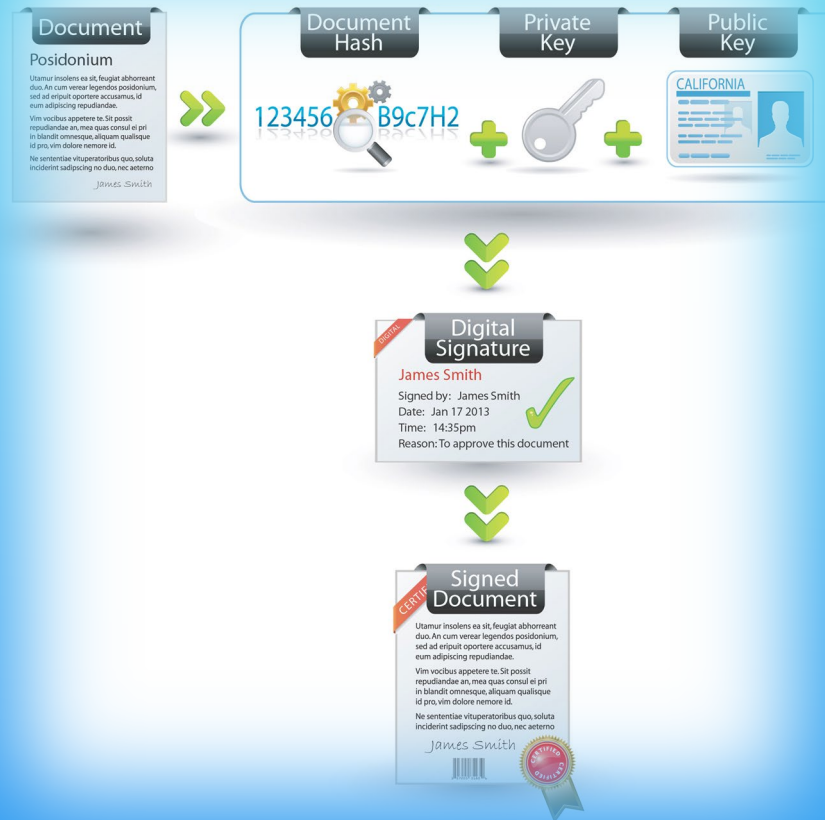 Document
Posidonium
Utamur insolens ea sit, feugiat abhorreant
duo. An cum verear legendos posidonium,
sed ad eripuit oportere accusamus, id
eum adipiscing repudiandae.
Vim vocibus appetere te. Sit possit
repudiandae an, mea quas consul ei pri
in blandit omnesque, aliquam qualisque
id pro, vim dolore nemore id.
Ne sententiae vituperatoribus quo, soluta
inciderint sadipscing no duo, nec aeterno
James Smith
Document
Hash
123456
B9c7H2
Private
Key
Public
Key
CALIFORNIA
DIGITAL
Digital
Signature
James Smith
Signed by: James Smith
Date: Jan 17 2013
Time: 14:35pm
Reason: To approve this document
CERTIF
Signed
Document
Utamur insolens ea sit, feugiat abhorreant
duo. An cum verear legendos posidonium,
sed ad eripuit oportere accusamus, id
eum adipiscing repudiandae.
Vim vocibus appetere te. Sit possit
repudiandae an, mea quas consul ei pri
in blandit omnesque, aliquam qualisque
id pro, vim dolore nemore id.
Ne sententiae vituperatoribus quo, soluta
inciderint sadipscing no duo, nec aeterno
James Smith
CERTIFIED
CERTIFIED